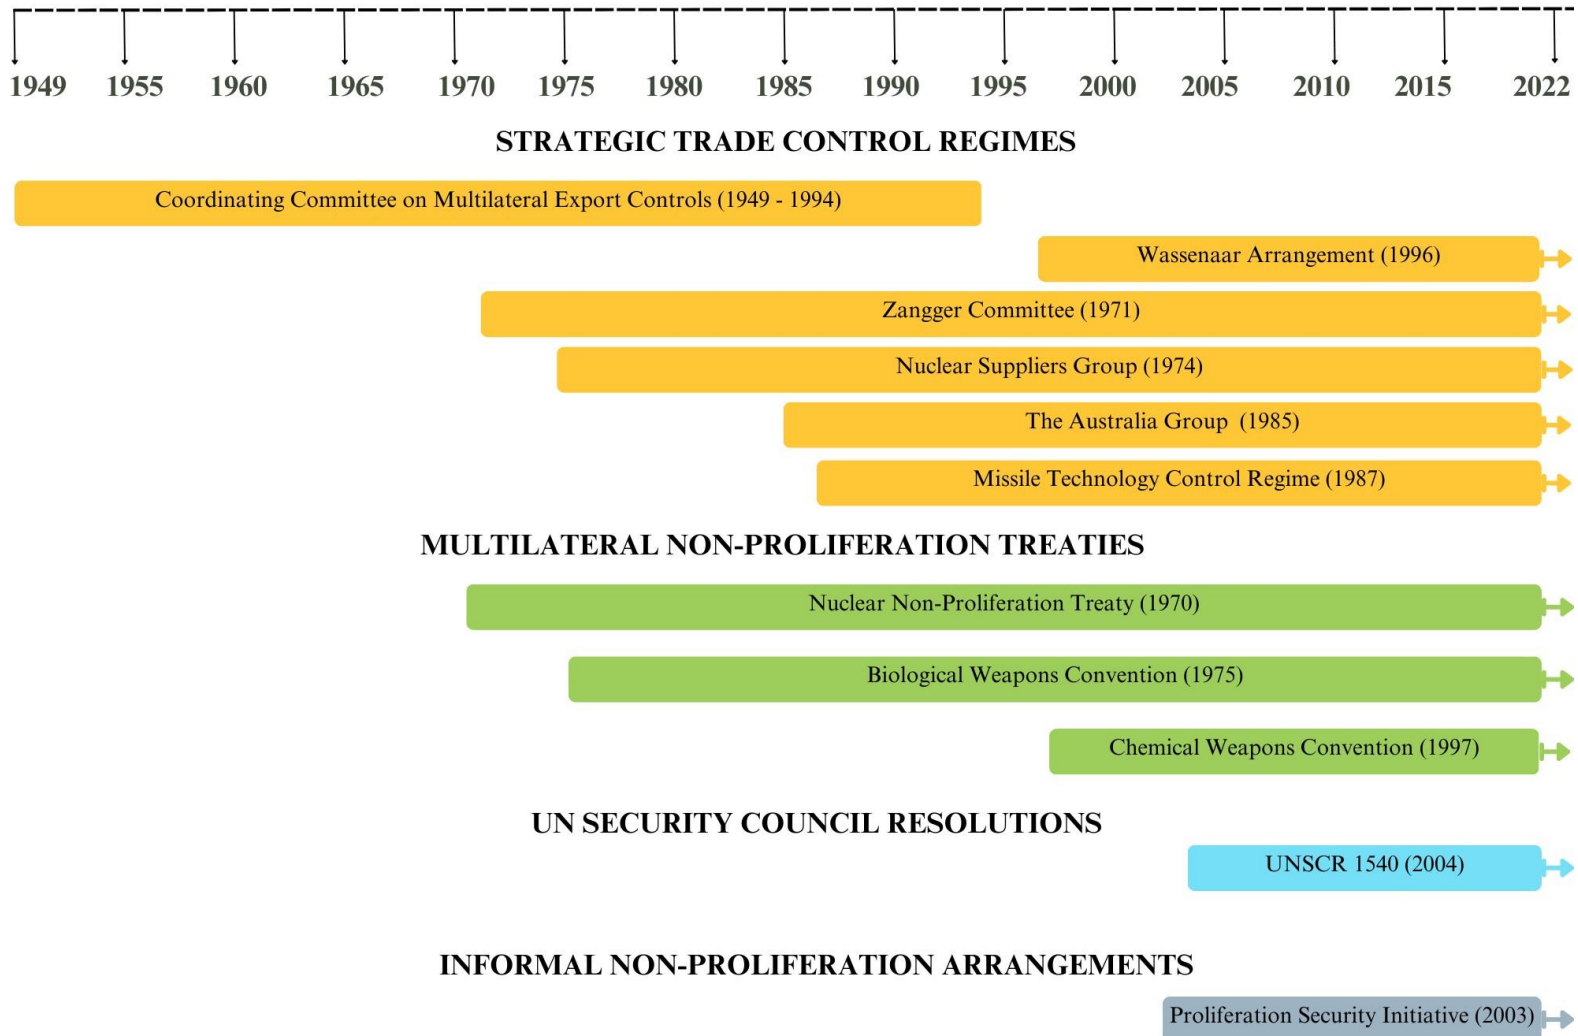 1949 1955 1960 1965 1970 1975 1980 1985 1990 1995 2000 2005 2010 2015 2022
STRATEGIC TRADE CONTROL REGIMES
Coordinating Committee on Multilateral Export Controls (1949 - 1994)
Wassenaar Arrangement (1996)
Zangger Committee (1971)
Nuclear Suppliers Group (1974)
The Australia Group (1985)
Missile Technology Control Regime (1987)
MULTILATERAL NON-PROLIFERATION TREATIES
Nuclear Non-Proliferation Treaty (1970)
Biological Weapons Convention (1975)
Chemical Weapons Convention (1997)
UN SECURITY COUNCIL RESOLUTIONS
UNSCR 1540 (2004)
INFORMAL NON-PROLIFERATION ARRANGEMENTS
Proliferation Security Initiative (2003)